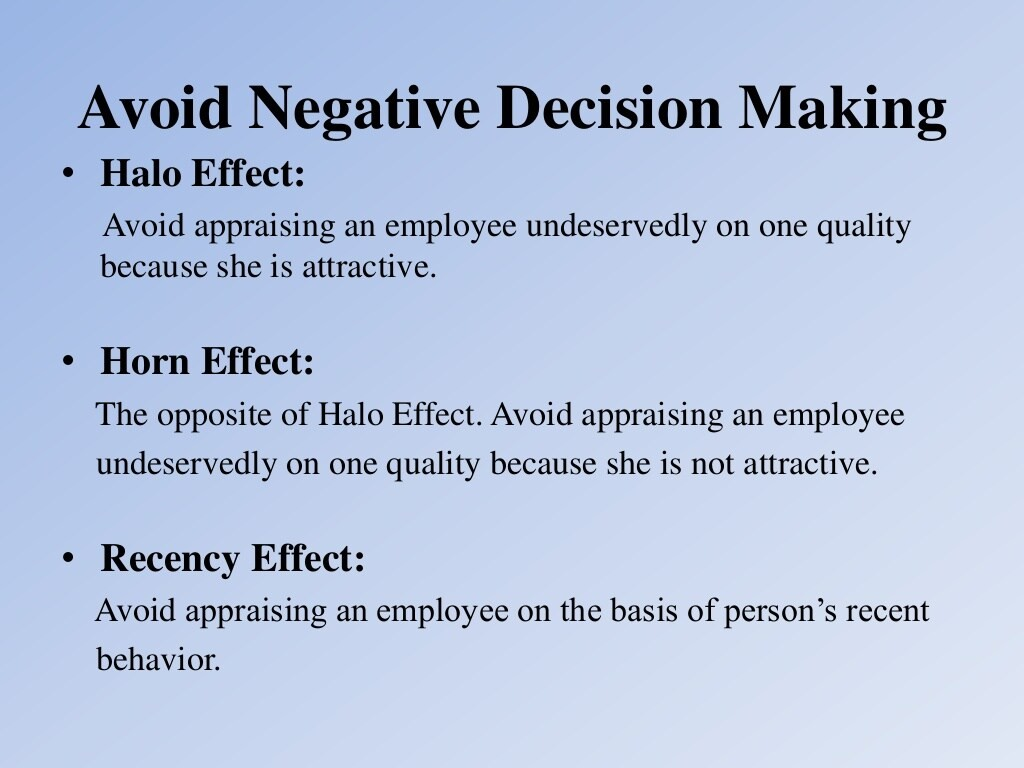 Avoid Negative Decision Making
• Halo Effect:
Avoid appraising an employee undeservedly on one quality
because she is attractive.
• Horn Effect:
The opposite of Halo Effect. Avoid appraising an employee
undeservedly on one quality because she is not attractive.
• Recency Effect:
Avoid appraising an employee on the basis of person’s recent
behavior.